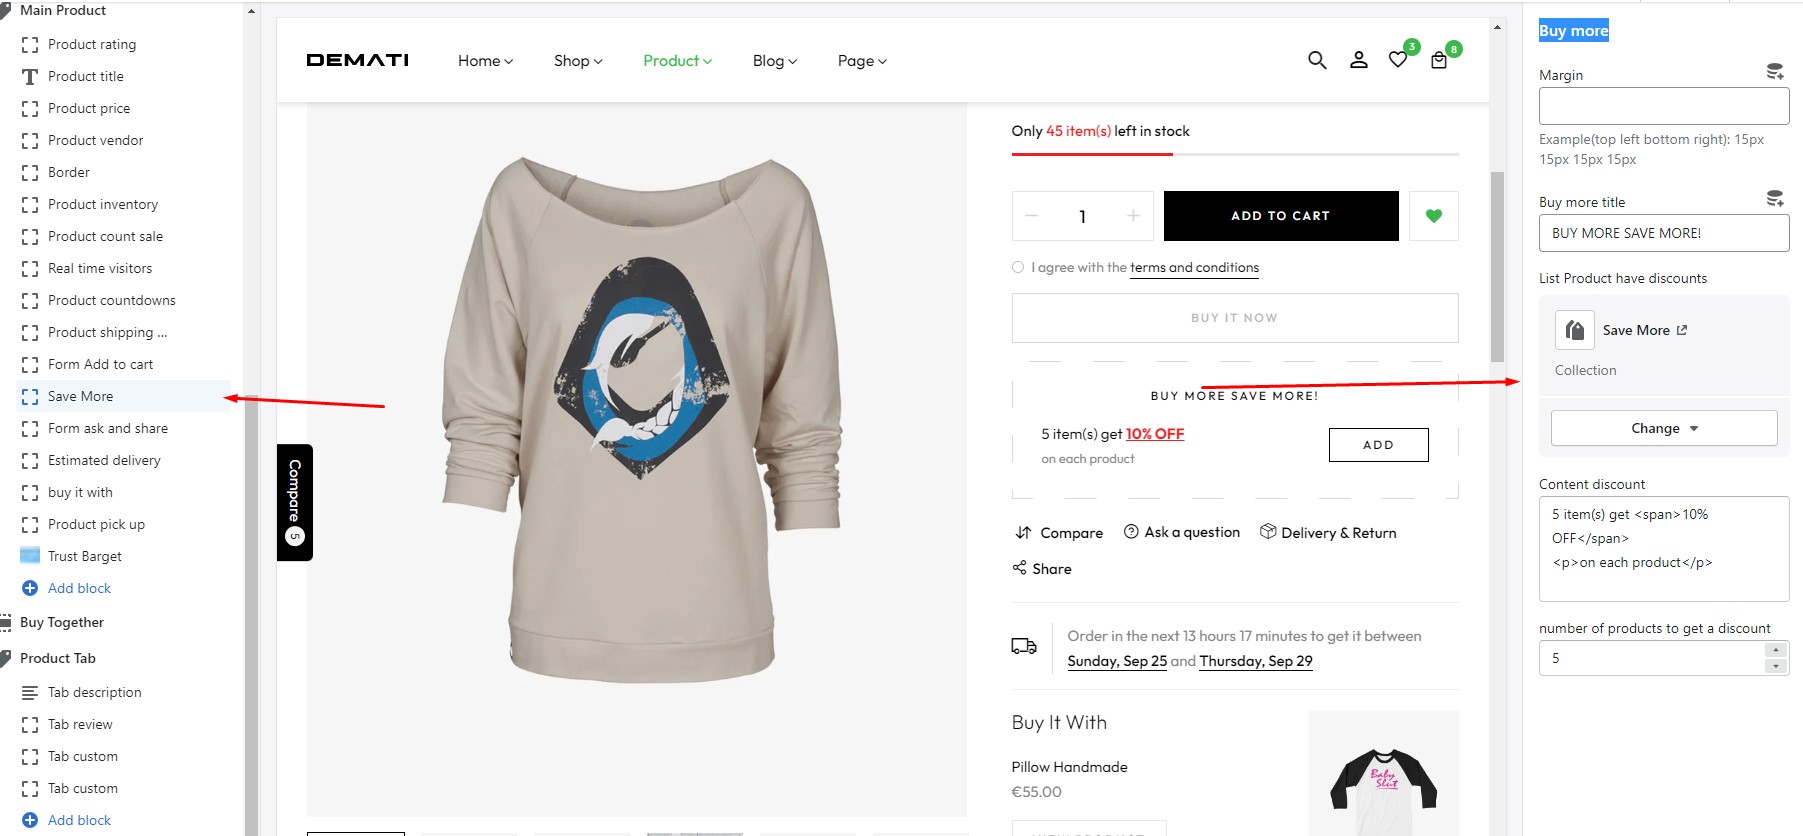 Main Product
Product rating
Product title
Product price
Product vendor
Border
Product inventory
Product count sale
Real time visitors
Product countdowns
Product shipping ...
Form Add to cart
Save More
Form ask and share
Estimated delivery
buy it with
Product pick up
Trust Barget
Add block
Buy Together
Product Tab
Tab description
Tab review
Tab custom
Tab custom
Add block
DEMATI
Home
Shop
Product
Blog
Page
3
8
Compare 5
Only 45 item(s) left in stock
1
ADD TO CART
I agree with the terms and conditions
BUY IT NOW
BUY MORE SAVE MORE!
5 item(s) get 10% OFF
on each product
ADD
Compare
Ask a question
Delivery & Return
Share
Order in the next 13 hours 17 minutes to get it between
Sunday, Sep 25 and Thursday, Sep 29
Buy It With
Pillow Handmade
€55.00
Baby
Slut
Buy more
Margin
Example(top left bottom right): 15px
15px 15px 15px
Buy more title
BUY MORE SAVE MORE!
List Product have discounts
Save More
Collection
Change
Content discount
5 item(s) get <span>10%
OFF</span>
<p>on each product</p>
number of products to get a discount
5